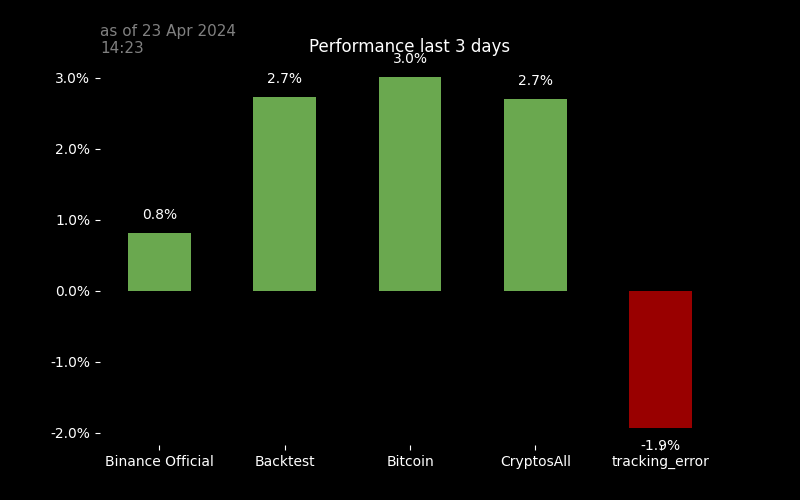 as of 23 Apr 2024
14:23
Performance last 3 days
3.0%
2.0%
1.0%
0.0%
-1.0%
-2.0%
0.8%
2.7%
3.0%
2.7%
-1.9%
Binance Official
Backtest
Bitcoin
CryptosAll
tracking_error